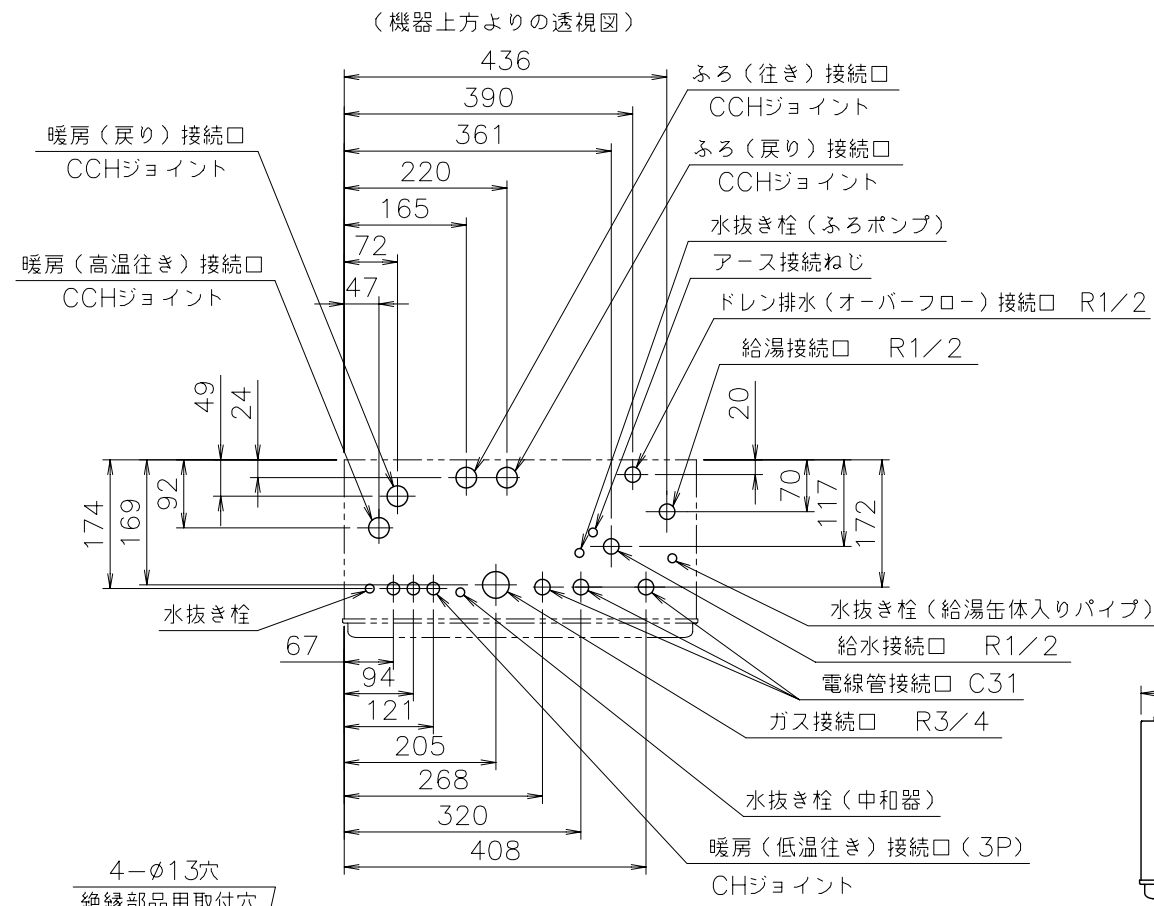 (機器上方よりの透視図)
436
ふろ(往き)接続口
CCHジョイント
390
暖房(戻り)接続口
CCHジョイント
361
ふろ(戻り)接続口
CCHジョイント
220
165
水抜き栓(ふろポンプ)
72
アース接続ねじ
暖房(高温往き)接続口
CCHジョイント
47
ドレン排水(オーバーフロー)接続口 R1/2
給湯接続口 R1/2
49
24
20
174
169
92
70
117
172
水抜き栓
水抜き栓(給湯缶体入りパイプ)
67
給水接続口 R1/2
94
電線管接続口 C31
121
ガス接続口 R3/4
205
268
水抜き栓(中和器)
320
408
暖房(低温往き)接続口(3P)
CHジョイント
4-φ13穴
絶縁部品用取付穴